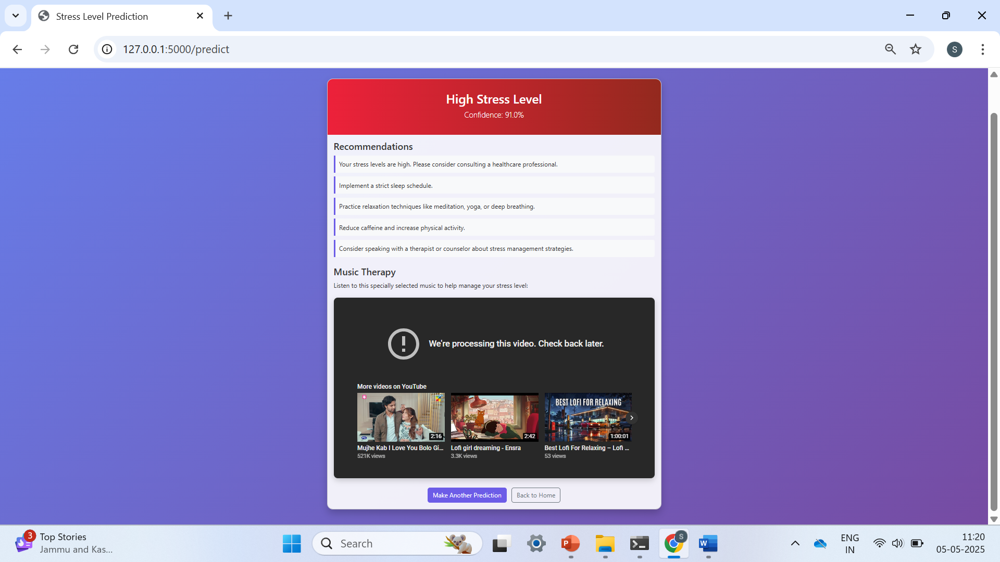 Stress Level Prediction
127.0.0.1:5000/predict
S
High Stress Level
Confidence: 91.0%
Recommendations
Your stress levels are high. Please consider consulting a healthcare professional.
Implement a strict sleep schedule.
Practice relaxation techniques like meditation, yoga, or deep breathing.
Reduce caffeine and increase physical activity.
Consider speaking with a therapist or counselor about stress management strategies.
Music Therapy
Listen to this specially selected music to help manage your stress level:
We're processing this video. Check back later.
More videos on YouTube
2:16
2:42
BEST LOFI FOR RELAXING
1:00:01
Mujhe Kab I Love You Bolo Gi...
521K views
Lofi girl dreaming - Ensra
3.3K views
Best Lofi For Relaxing – Lofi ...
53 views
Make Another Prediction
Back to Home
3
Top Stories
Jammu and Kas...
Search
P
S
W
ENG
IN
11:20
05-05-2025